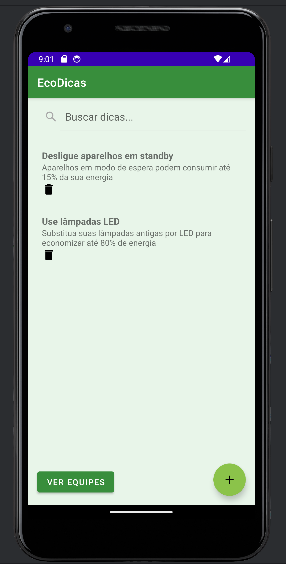 9:01
EcoDicas
Buscar dicas...
Desligue aparelhos em standby
Aparelhos em modo de espera podem consumir até
15% da sua energia
Use lâmpadas LED
Substitua suas lâmpadas antigas por LED para
economizar até 80% de energia
VER EQUIPES
+